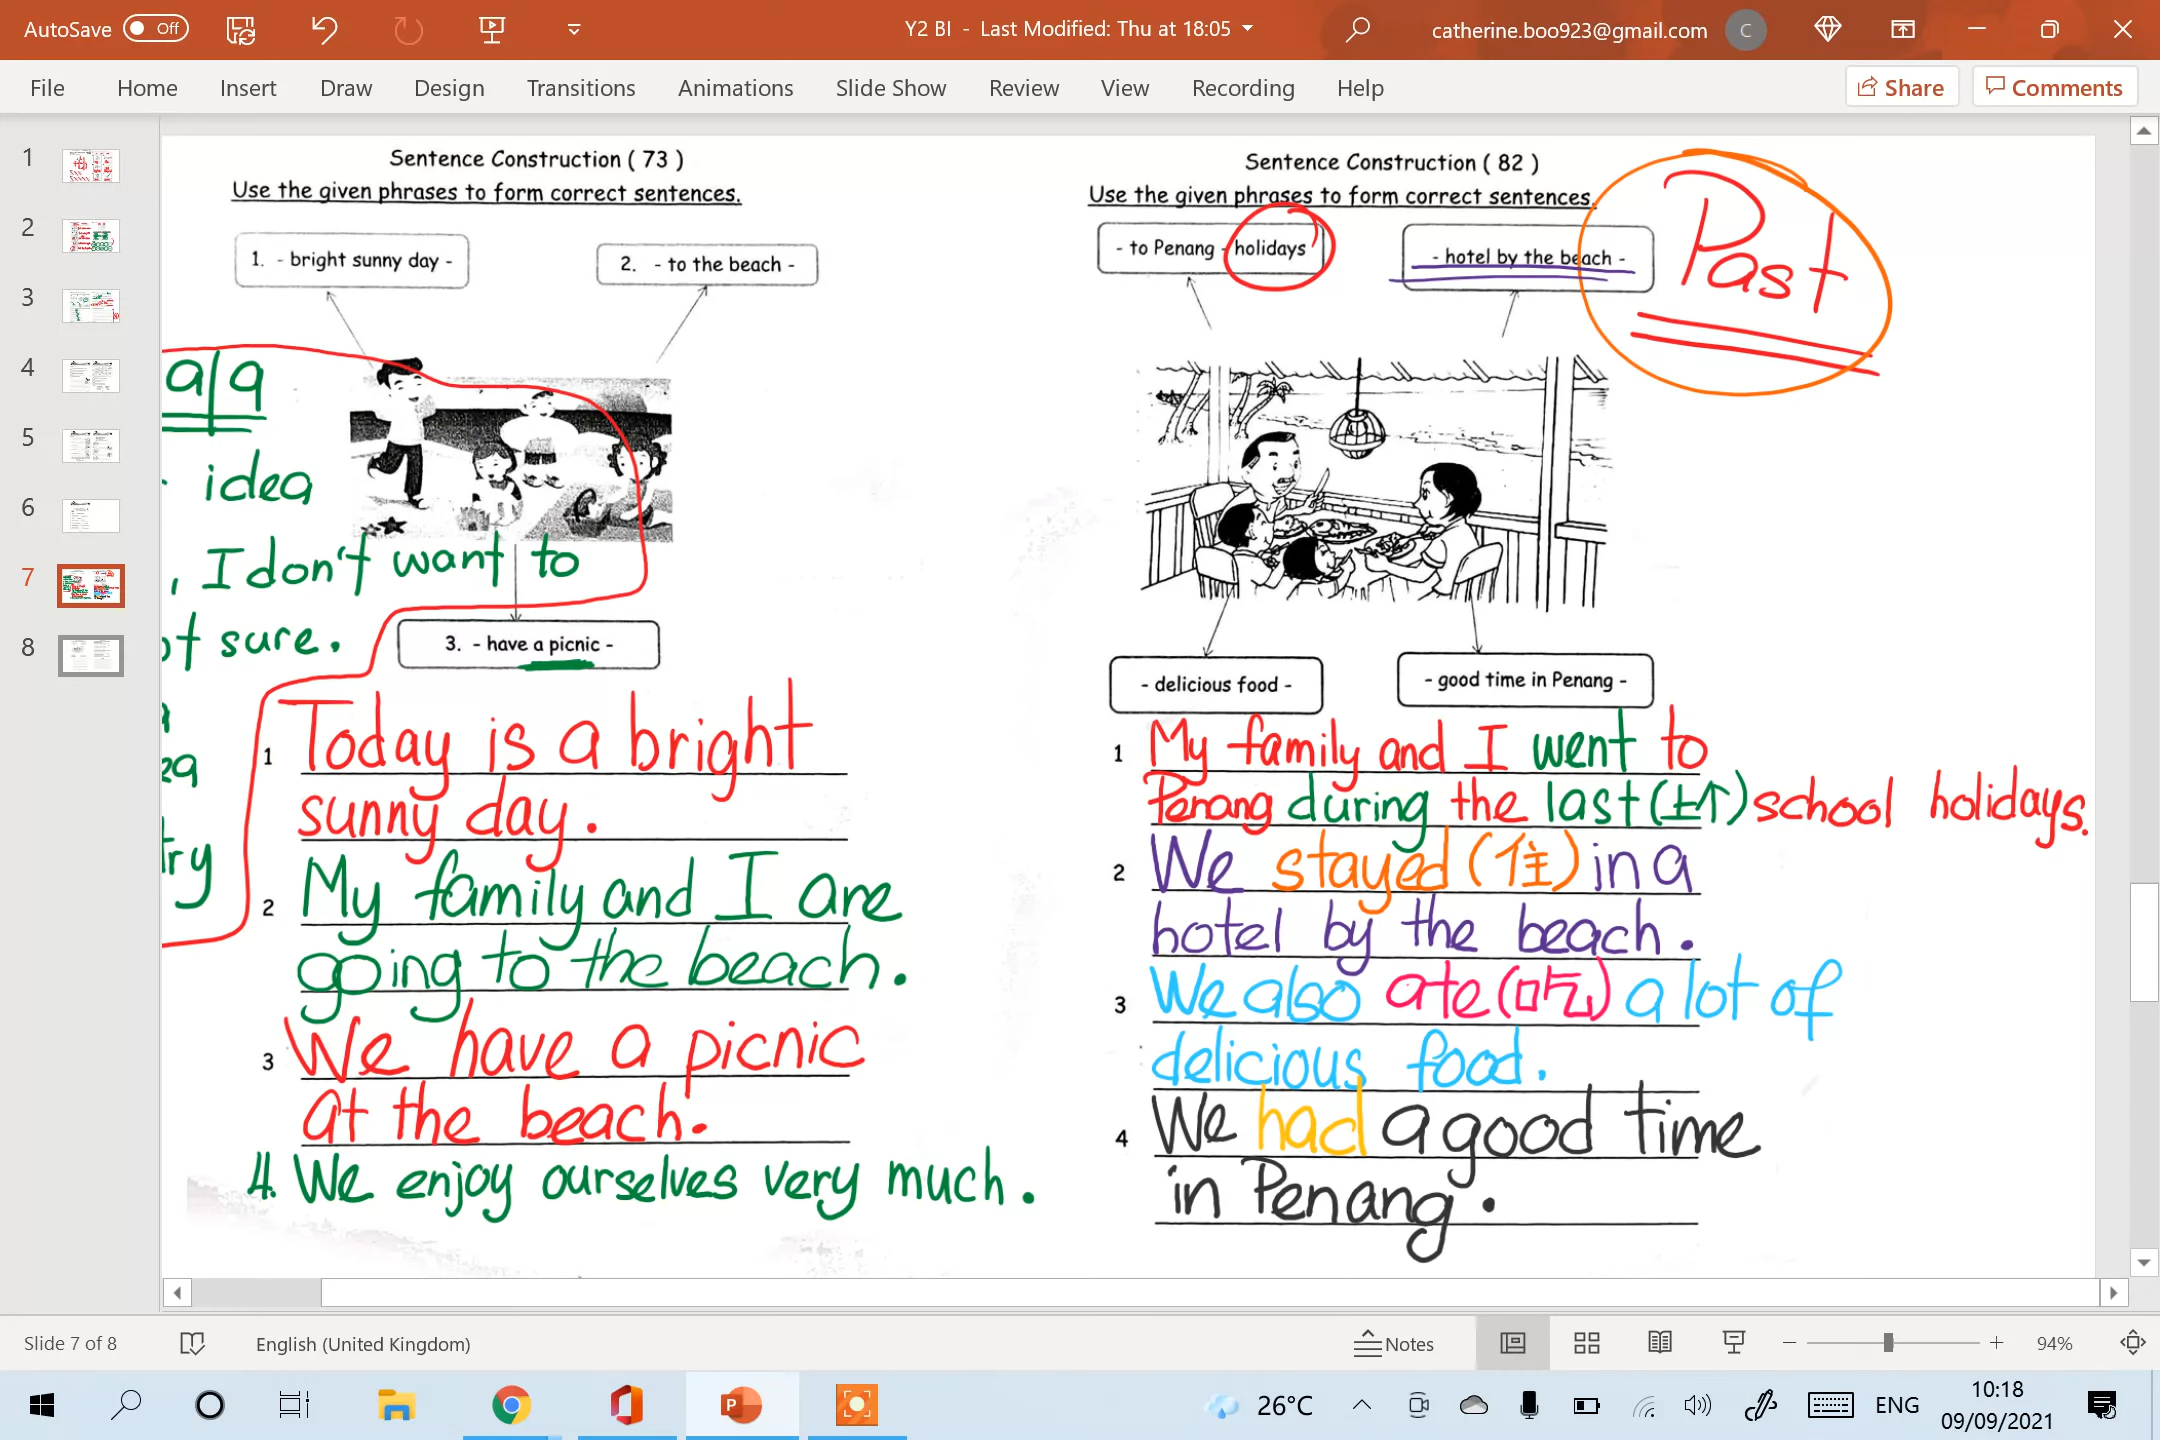 AutoSave Off
Y2 BI - Last Modified: Thu at 18:05
catherine.boo923@gmail.com C
File Home Insert Draw Design Transitions Animations Slide Show Review View Recording Help
Share Comments
1
2
3
4
5
6
7
8
Sentence Construction ( 73 )
Use the given phrases to form correct sentences.
1. - bright sunny day -
2. - to the beach -
idea
, I don't want to
sure.
3. - have a picnic -
1 Today is a bright
sunny day.
2 My family and I are
going to the beach.
3 We have a picnic
at the beach.
4. We enjoy ourselves very much.
Sentence Construction ( 82 )
Use the given phrases to form correct sentences.
Past
- to Penang - holidays
- hotel by the beach -
- delicious food -
- good time in Penang -
1 My family and I went to
Penang during the last (上个) school holidays.
2 We stayed (住) in a
hotel by the beach.
3 We also ate (吃) a lot of
delicious food.
4 We had a good time
in Penang.
Slide 7 of 8
English (United Kingdom)
Notes
94%
26°C
ENG
10:18
09/09/2021